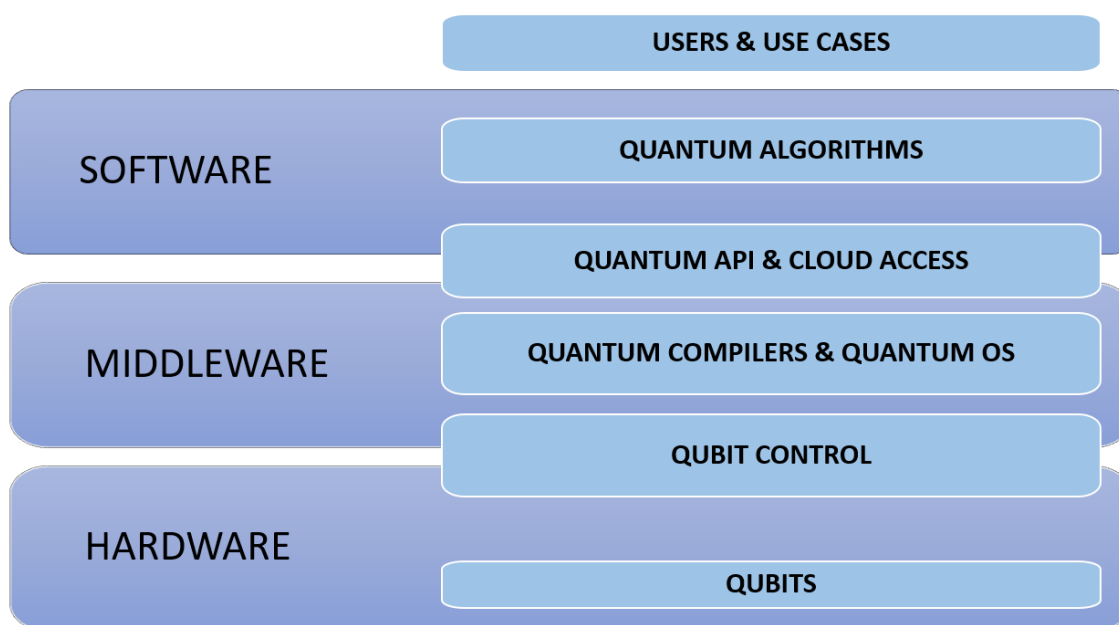 USERS & USE CASES
SOFTWARE
QUANTUM ALGORITHMS
QUANTUM API & CLOUD ACCESS
MIDDLEWARE
QUANTUM COMPILERS & QUANTUM OS
QUBIT CONTROL
HARDWARE
QUBITS